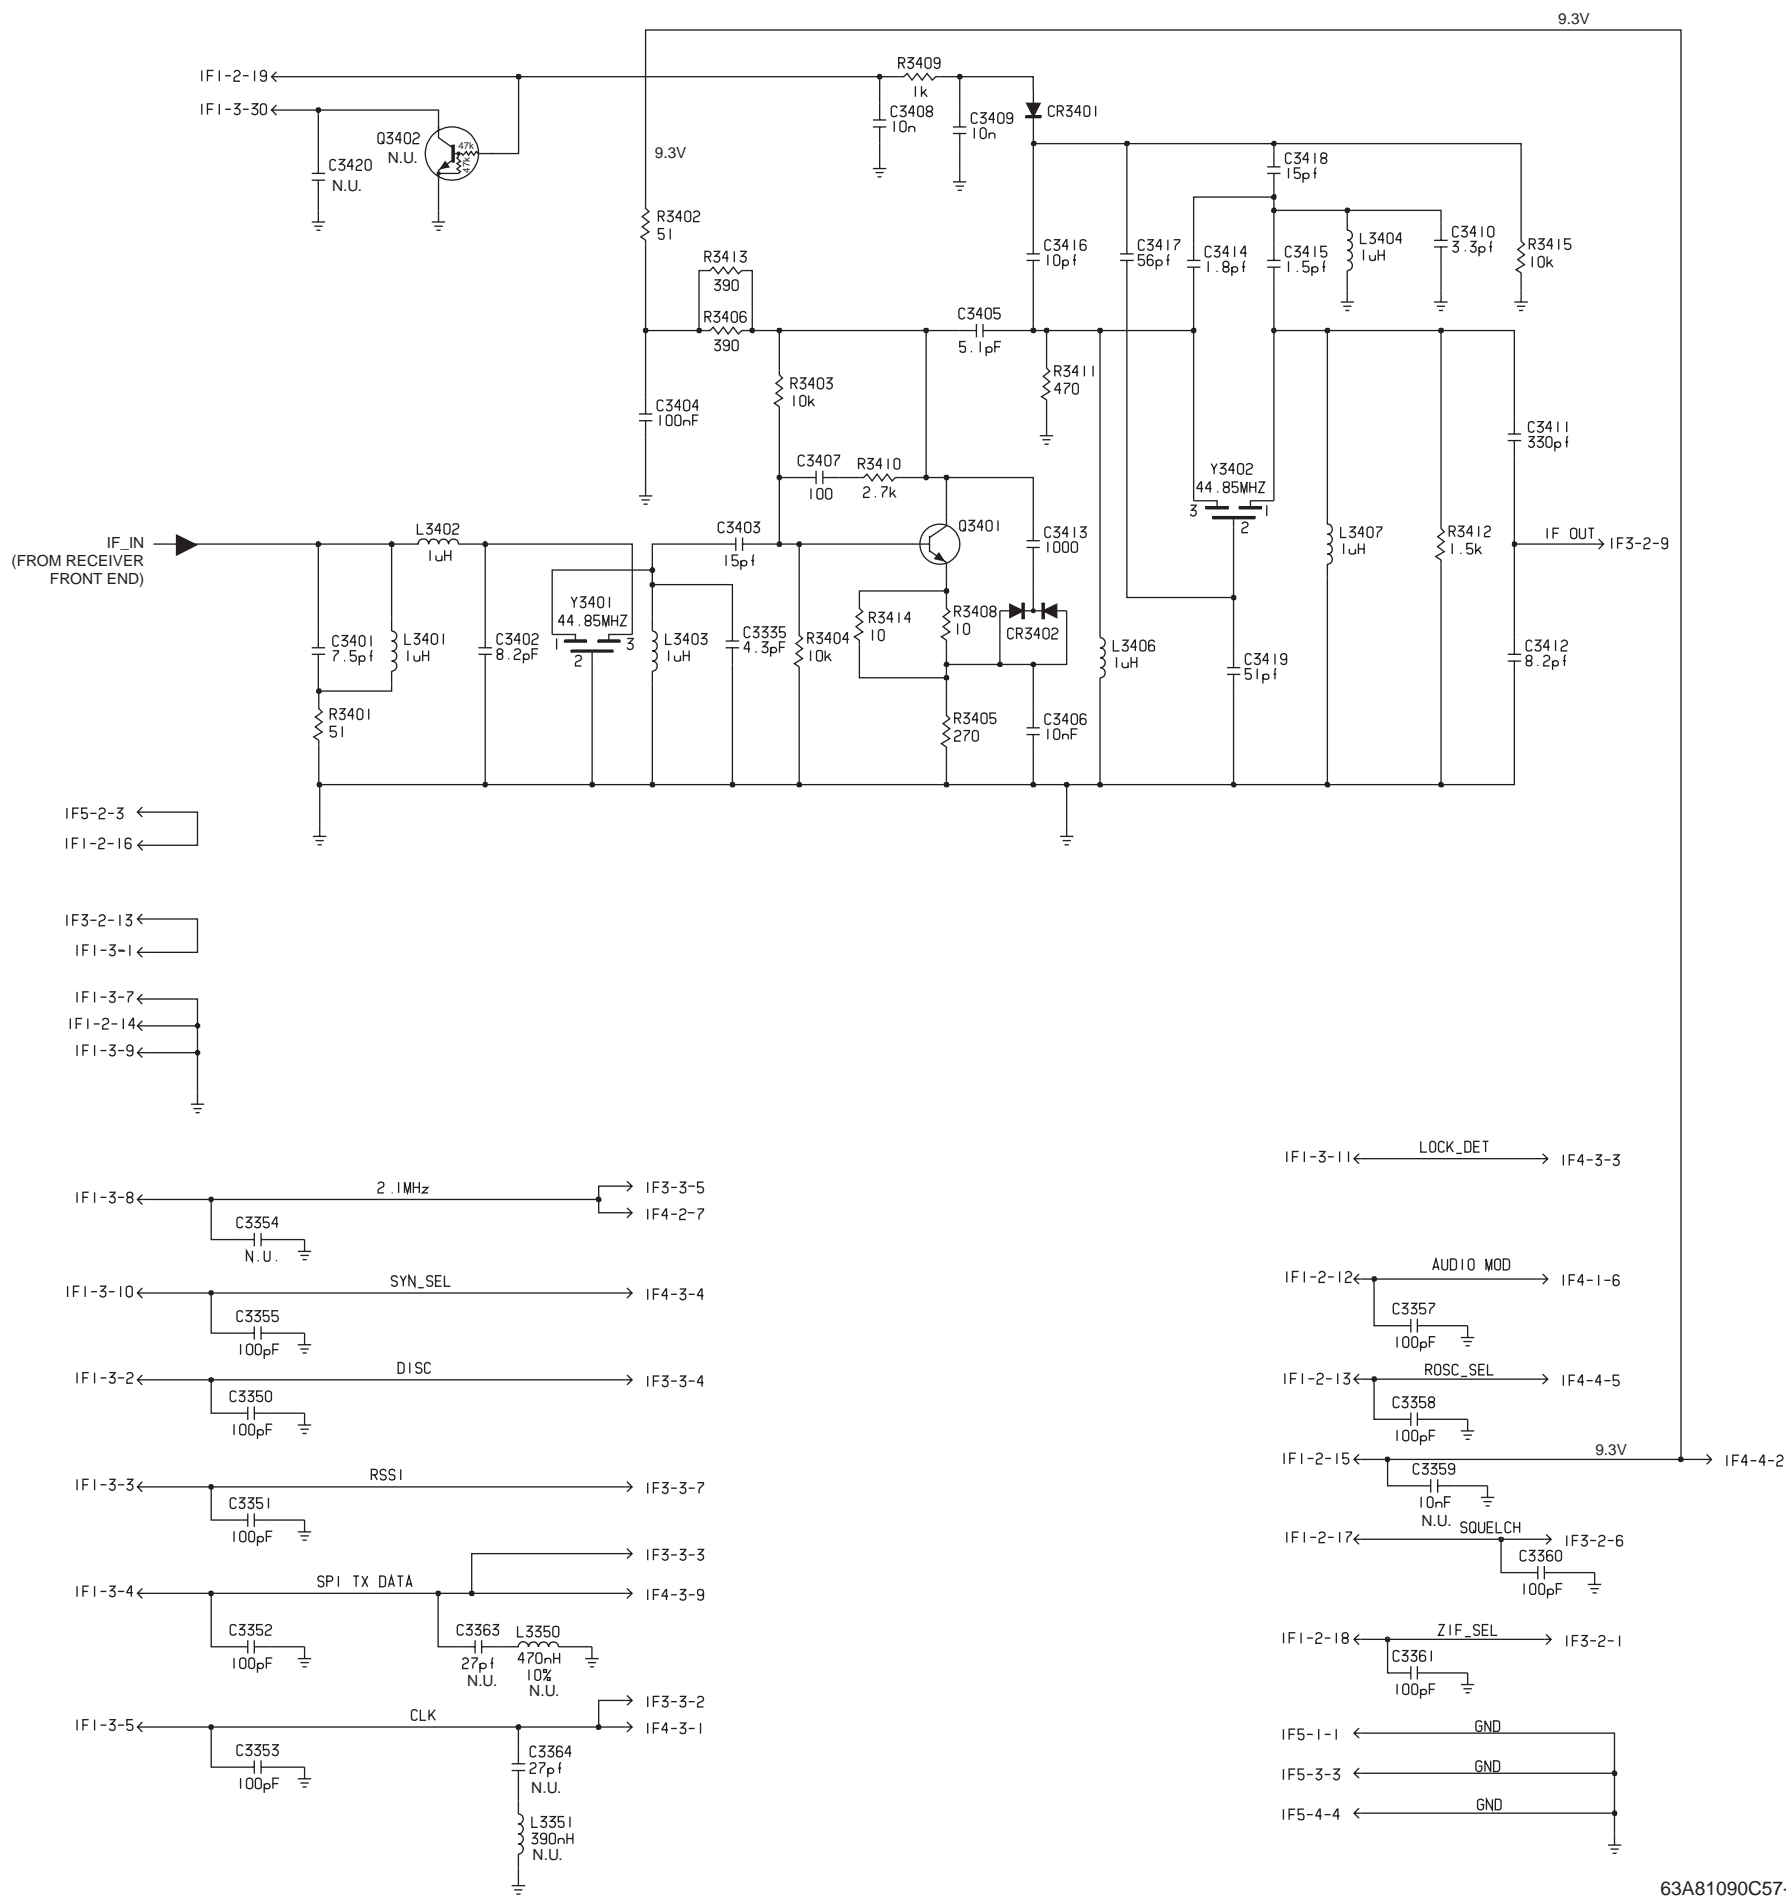 9.3V
IF1-2-19
IF1-3-30
Q3402
N.U.
47k
47k
C3420
N.U.
9.3V
R3409
1k
C3408
10n
C3409
10n
CR3401
R3402
51
R3413
390
R3406
390
C3418
15pf
C3416
10pf
C3417
56pf
C3414
1.8pf
C3415
1.5pf
L3404
1uH
C3410
3.3pf
R3415
10k
C3405
5.1pF
R3403
10k
R3411
470
C3404
100nF
C3411
330pf
C3407
100
R3410
2.7k
Y3402
44.85MHZ
3
1
2
IF_IN
(FROM RECEIVER
FRONT END)
L3402
1uH
C3403
15pf
Q3401
C3413
1000
L3407
1uH
R3412
1.5k
IF OUT
IF3-2-9
C3401
7.5pf
L3401
1uH
C3402
8.2pF
Y3401
44.85MHZ
1
2
3
L3403
1uH
C3335
4.3pF
R3404
10k
R3414
10
R3408
10
CR3402
L3406
1uH
C3419
51pf
C3412
8.2pf
R3401
51
R3405
270
C3406
10nF
IF5-2-3
IF1-2-16
IF3-2-13
IF1-3-1
IF1-3-7
IF1-2-14
IF1-3-9
IF1-3-8
2.1MHz
IF3-3-5
IF4-2-7
C3354
N.U.
IF1-3-10
SYN_SEL
IF4-3-4
C3355
100pF
IF1-3-2
DISC
IF3-3-4
C3350
100pF
IF1-3-3
RSSI
IF3-3-7
C3351
100pF
IF1-3-4
SPI TX DATA
IF3-3-3
IF4-3-9
C3352
100pF
C3363
27pf
N.U.
L3350
470nH
10%
N.U.
IF1-3-5
CLK
IF3-3-2
IF4-3-1
C3353
100pF
C3364
27pf
N.U.
L3351
390nH
N.U.
IF1-3-11
LOCK_DET
IF4-3-3
IF1-2-12
AUDIO MOD
IF4-1-6
C3357
100pF
IF1-2-13
ROSC_SEL
IF4-4-5
C3358
100pF
IF1-2-15
9.3V
IF4-4-2
C3359
10nF
N.U.
IF1-2-17
SQUELCH
IF3-2-6
C3360
100pF
IF1-2-18
ZIF_SEL
IF3-2-1
C3361
100pF
IF5-1-1
GND
IF5-3-3
GND
IF5-4-4
GND
63A81090C57-